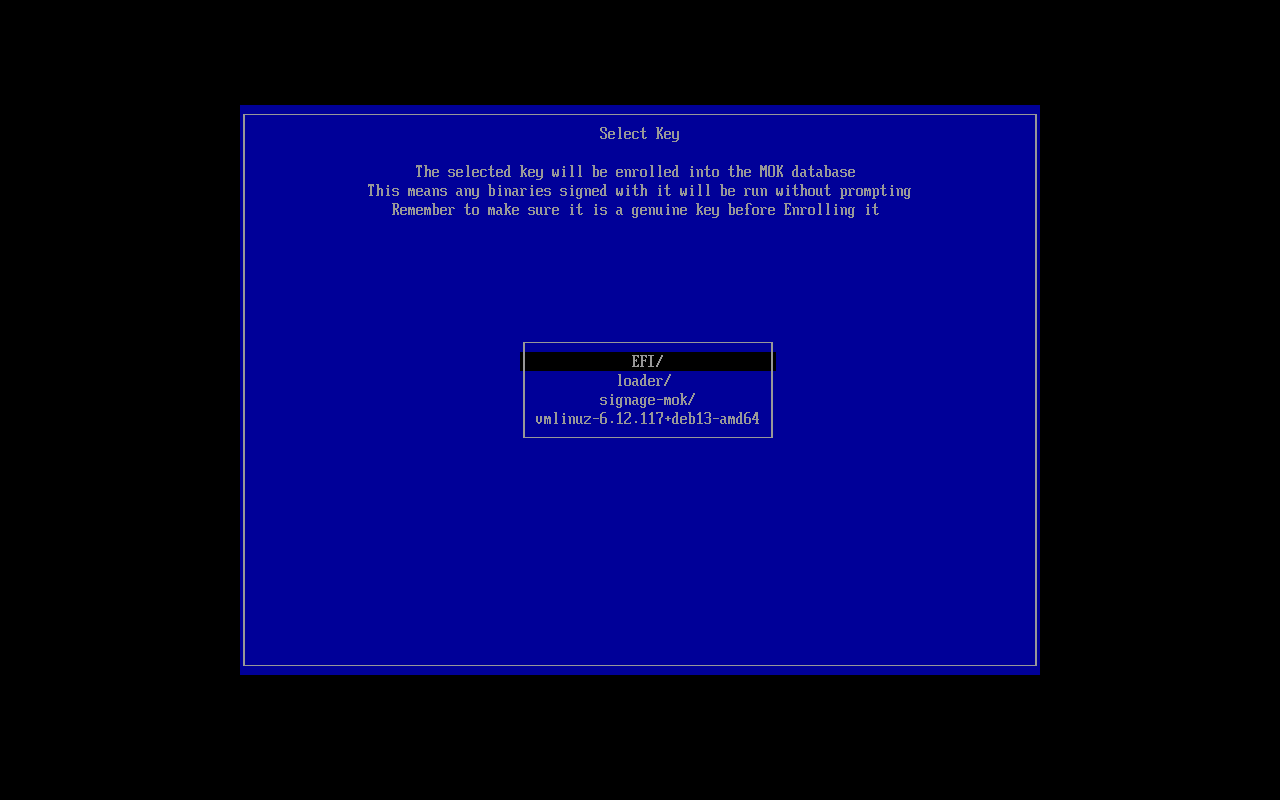 Select Key
The selected key will be enrolled into the MOK database
This means any binaries signed with it will be run without prompting
Remember to make sure it is a genuine key before Enrolling it
EFI/
loader/
signage-mok/
vmlinuz-6.12.117+deb13-amd64